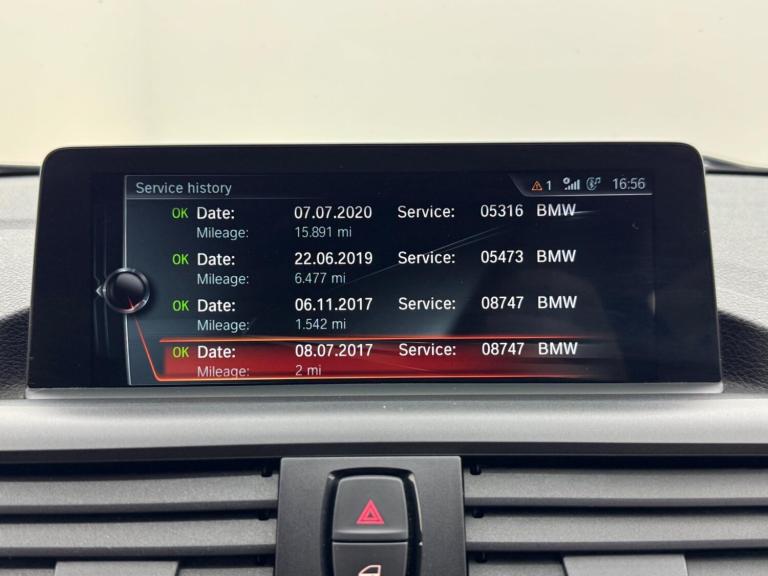 Service history 1 16:56
OK Date: 07.07.2020 Service: 05316 BMW
Mileage: 15.891 mi
OK Date: 22.06.2019 Service: 05473 BMW
Mileage: 6.477 mi
OK Date: 06.11.2017 Service: 08747 BMW
Mileage: 1.542 mi
OK Date: 08.07.2017 Service: 08747 BMW
Mileage: 2 mi